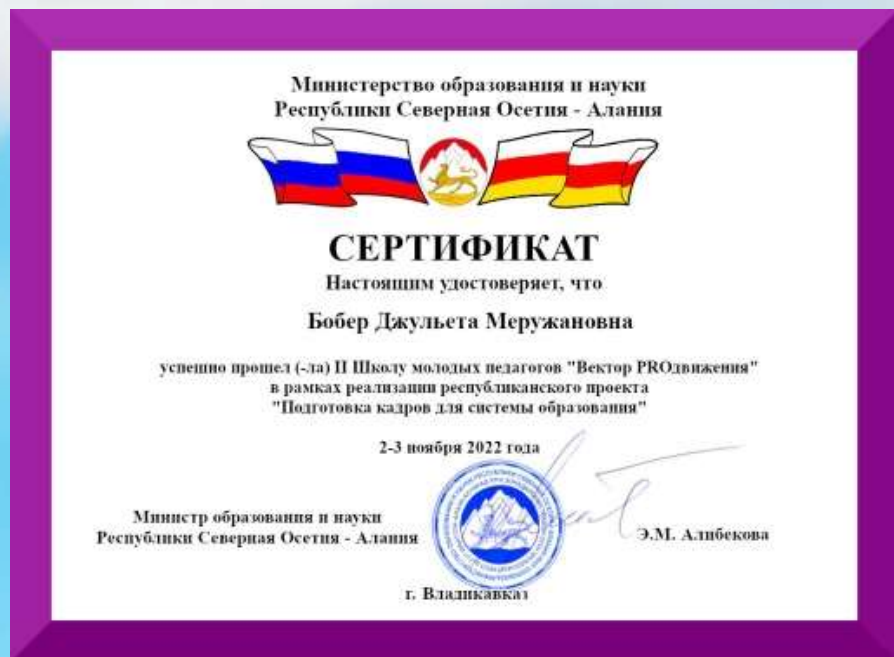 Министерство образования и науки
Республики Северная Осетия - Алания
СЕРТИФИКАТ
Настоящим удостоверяет, что
Бобер Джульета Меружановна
успешно прошел (-ла) II Школу молодых педагогов "Вектор PROдвижения"
в рамках реализации республиканского проекта
"Подготовка кадров для системы образования"
2-3 ноября 2022 года
Министр образования и науки
Республики Северная Осетия - Алания
Э.М. Алибекова
г. Владикавказ